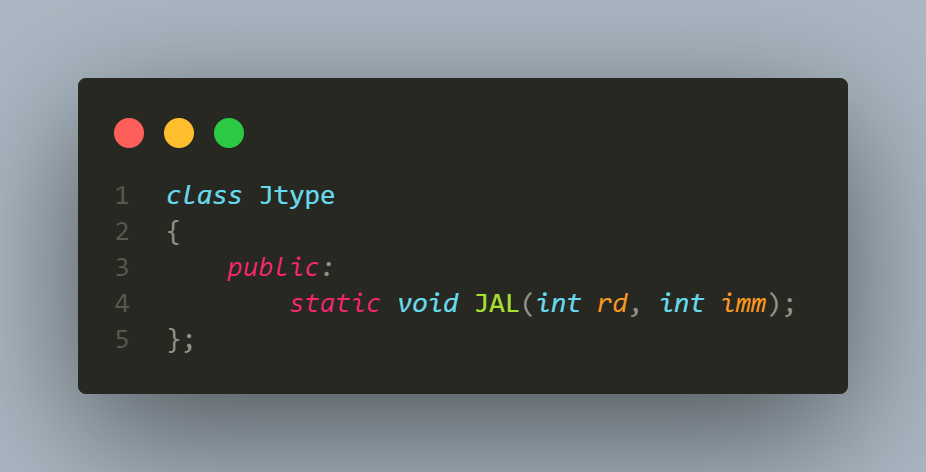 1 class Jtype
2 {
3     public:
4         static void JAL(int rd, int imm);
5 };